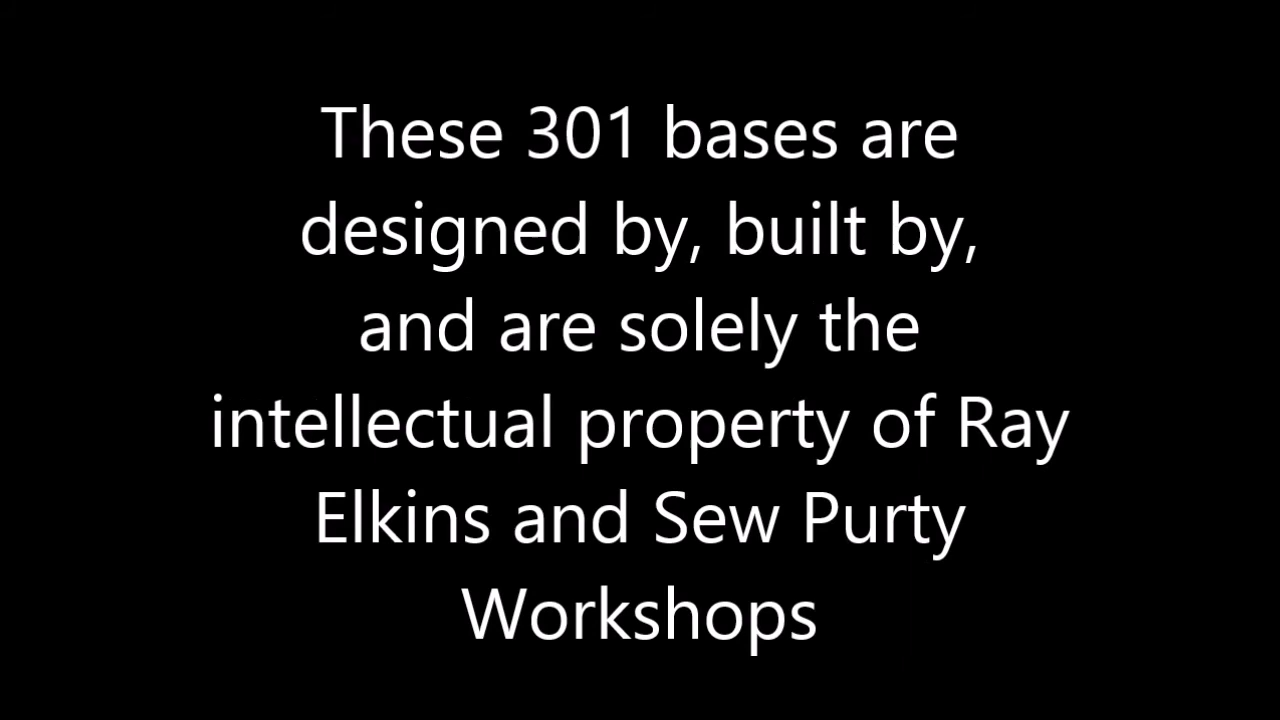 These 301 bases are
designed by, built by,
and are solely the
intellectual property of Ray
Elkins and Sew Purty
Workshops